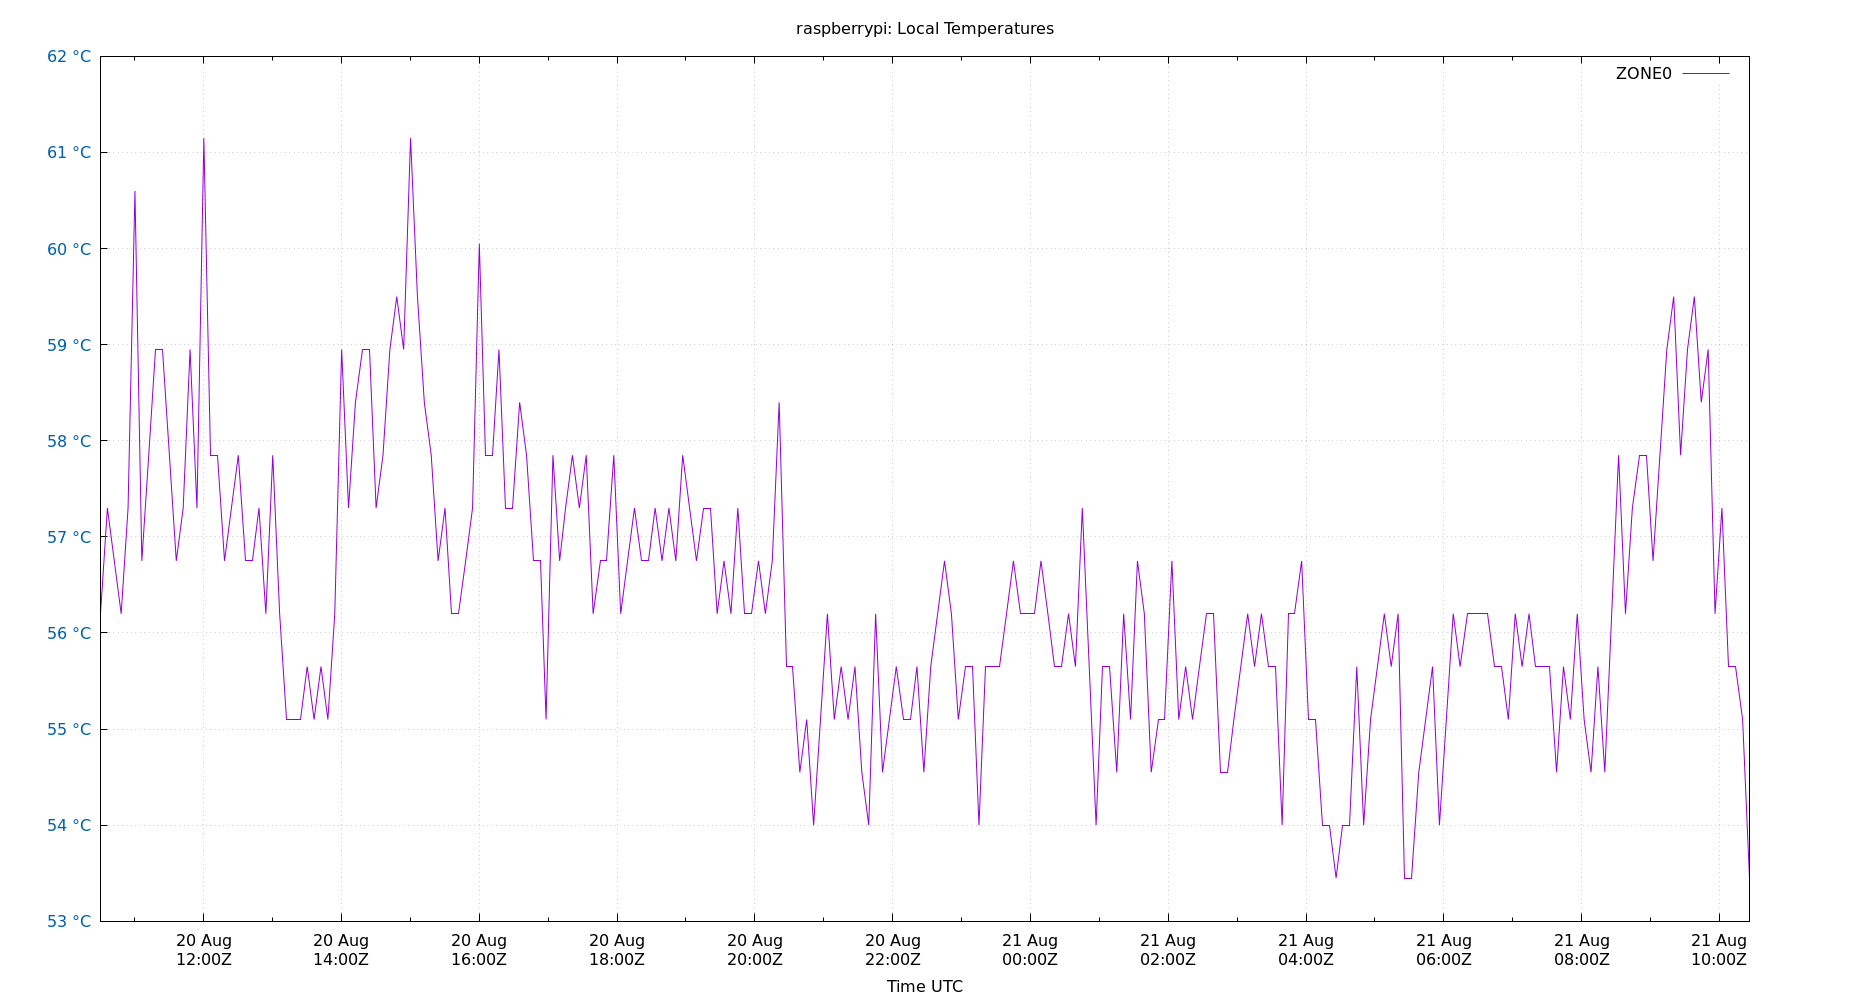 raspberrypi: Local Temperatures
62 °C
ZONE0
61 °C
60 °C
59 °C
58 °C
57 °C
56 °C
55 °C
54 °C
53 °C
20 Aug 20 Aug 20 Aug 20 Aug 20 Aug 20 Aug 21 Aug 21 Aug 21 Aug 21 Aug 21 Aug 21 Aug
12:00Z 14:00Z 16:00Z 18:00Z 20:00Z 22:00Z 00:00Z 02:00Z 04:00Z 06:00Z 08:00Z 10:00Z
Time UTC